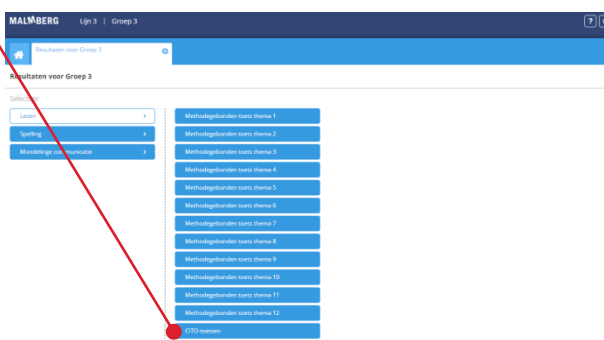 MALMBERG Lijn 3 | Groep 3 ?
Resultaten voor Groep 3
Resultaten voor Groep 3
Selecteer
Lezen
Spelling
Mondelinge communicatie
Methodegebonden toets thema 1
Methodegebonden toets thema 2
Methodegebonden toets thema 3
Methodegebonden toets thema 4
Methodegebonden toets thema 5
Methodegebonden toets thema 6
Methodegebonden toets thema 7
Methodegebonden toets thema 8
Methodegebonden toets thema 9
Methodegebonden toets thema 10
Methodegebonden toets thema 11
Methodegebonden toets thema 12
CITO-toetsen